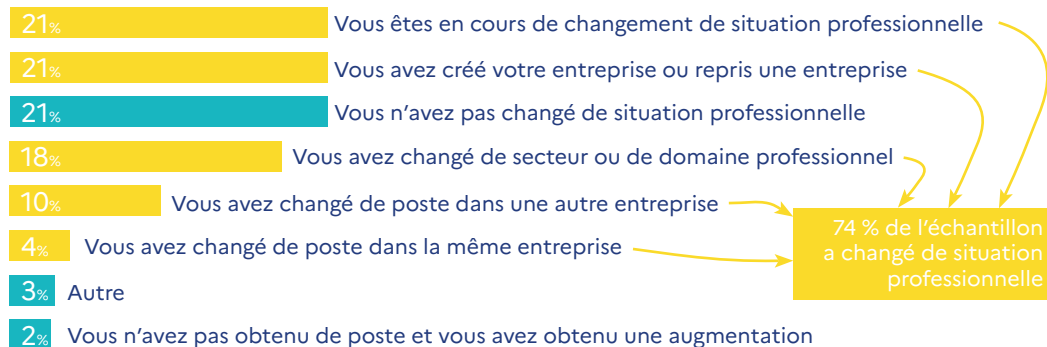 21% Vous êtes en cours de changement de situation professionnelle
21% Vous avez créé votre entreprise ou repris une entreprise
21% Vous n’avez pas changé de situation professionnelle
18% Vous avez changé de secteur ou de domaine professionnel
10% Vous avez changé de poste dans une autre entreprise
4% Vous avez changé de poste dans la même entreprise
3% Autre
2% Vous n’avez pas obtenu de poste et vous avez obtenu une augmentation
74 % de l’échantillon
a changé de situation
professionnelle